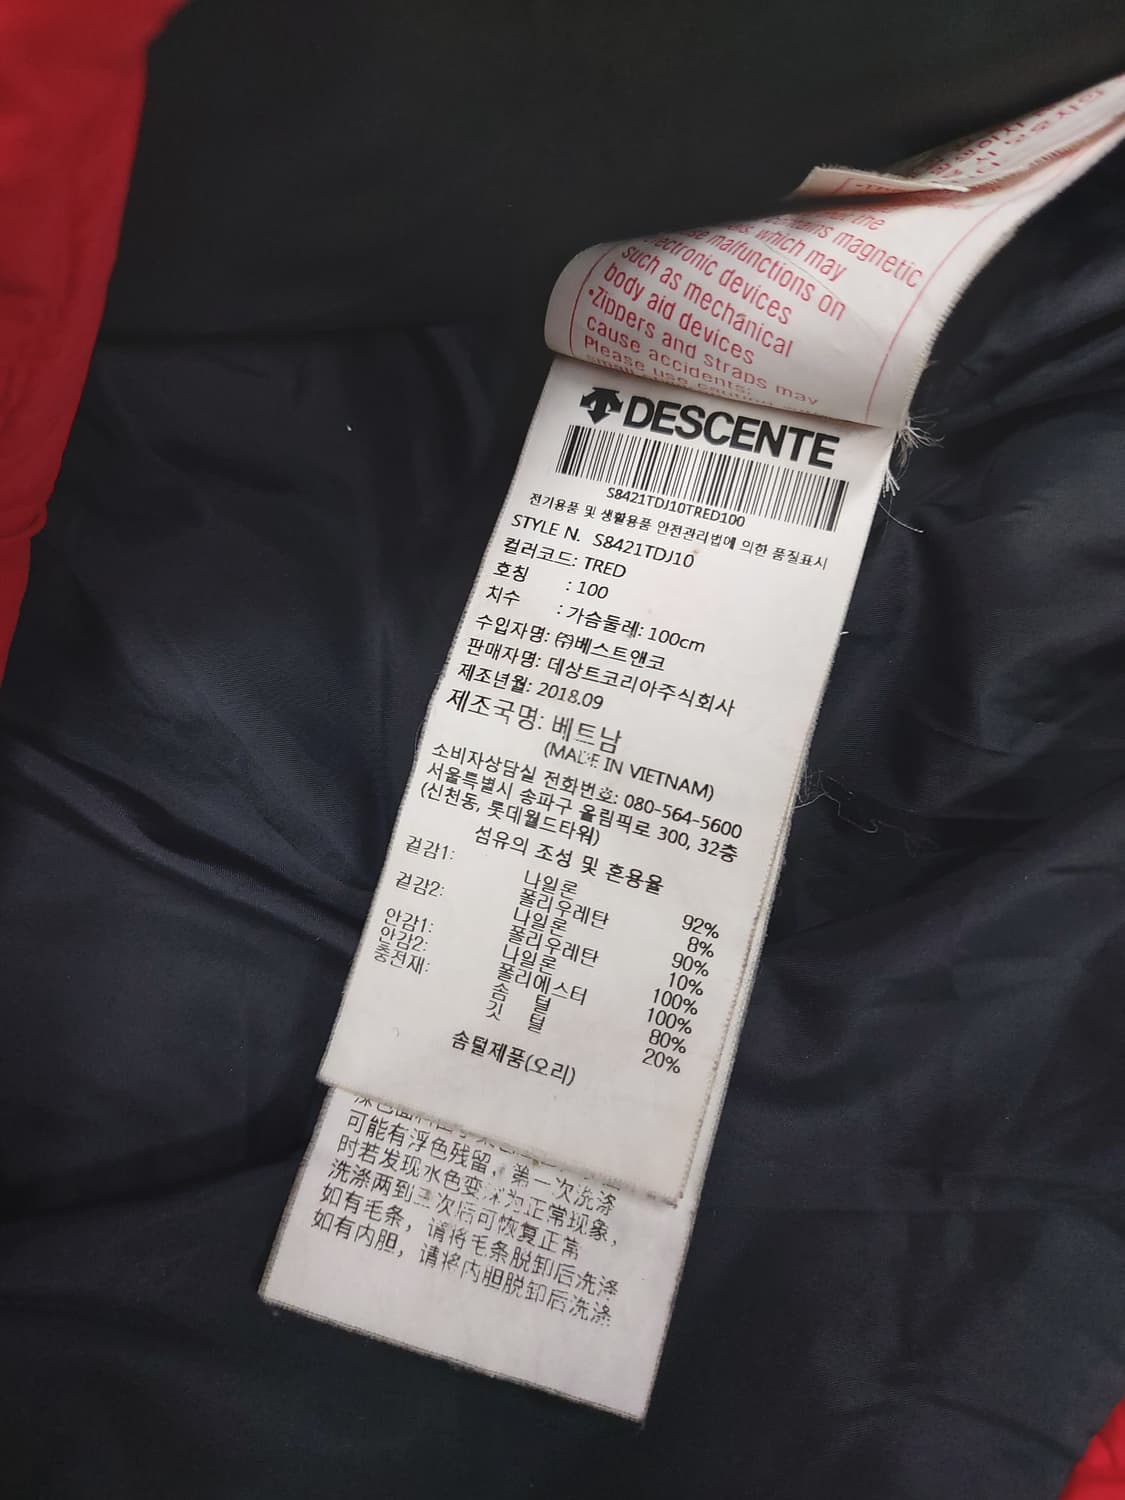 magnetic
which may
malfunctions on
electronic devices
such as mechanical
body aid devices
•Zippers and straps may
cause accidents:
Please use caution
DESCENTE
S8421TDJ10TRED100
전기용품 및 생활용품 안전관리법에 의한 품질표시
STYLE N. S8421TDJ10
컬러코드: TRED
호칭 : 100
치수 : 가슴둘레: 100cm
수입자명: ㈜베스트앤코
판매자명: 데상트코리아주식회사
제조년월: 2018.09
제조국명: 베트남
(MADE IN VIETNAM)
소비자상담실 전화번호: 080-564-5600
서울특별시 송파구 올림픽로 300, 32층
(신천동, 롯데월드타워)
섬유의 조성 및 혼용율
겉감1: 나일론 92%
폴리우레탄 8%
겉감2: 나일론 90%
폴리우레탄 10%
안감1: 나일론 100%
안감2: 폴리에스터 100%
충전재: 솜 털 80%
깃 털 20%
솜털제품(오리)
可能有浮色残留，第一次洗涤
时若发现水色变深为正常现象，
洗涤两到三次后可恢复正常
如有毛条，请将毛条脱卸后洗涤
如有内胆，请将内胆脱卸后洗涤